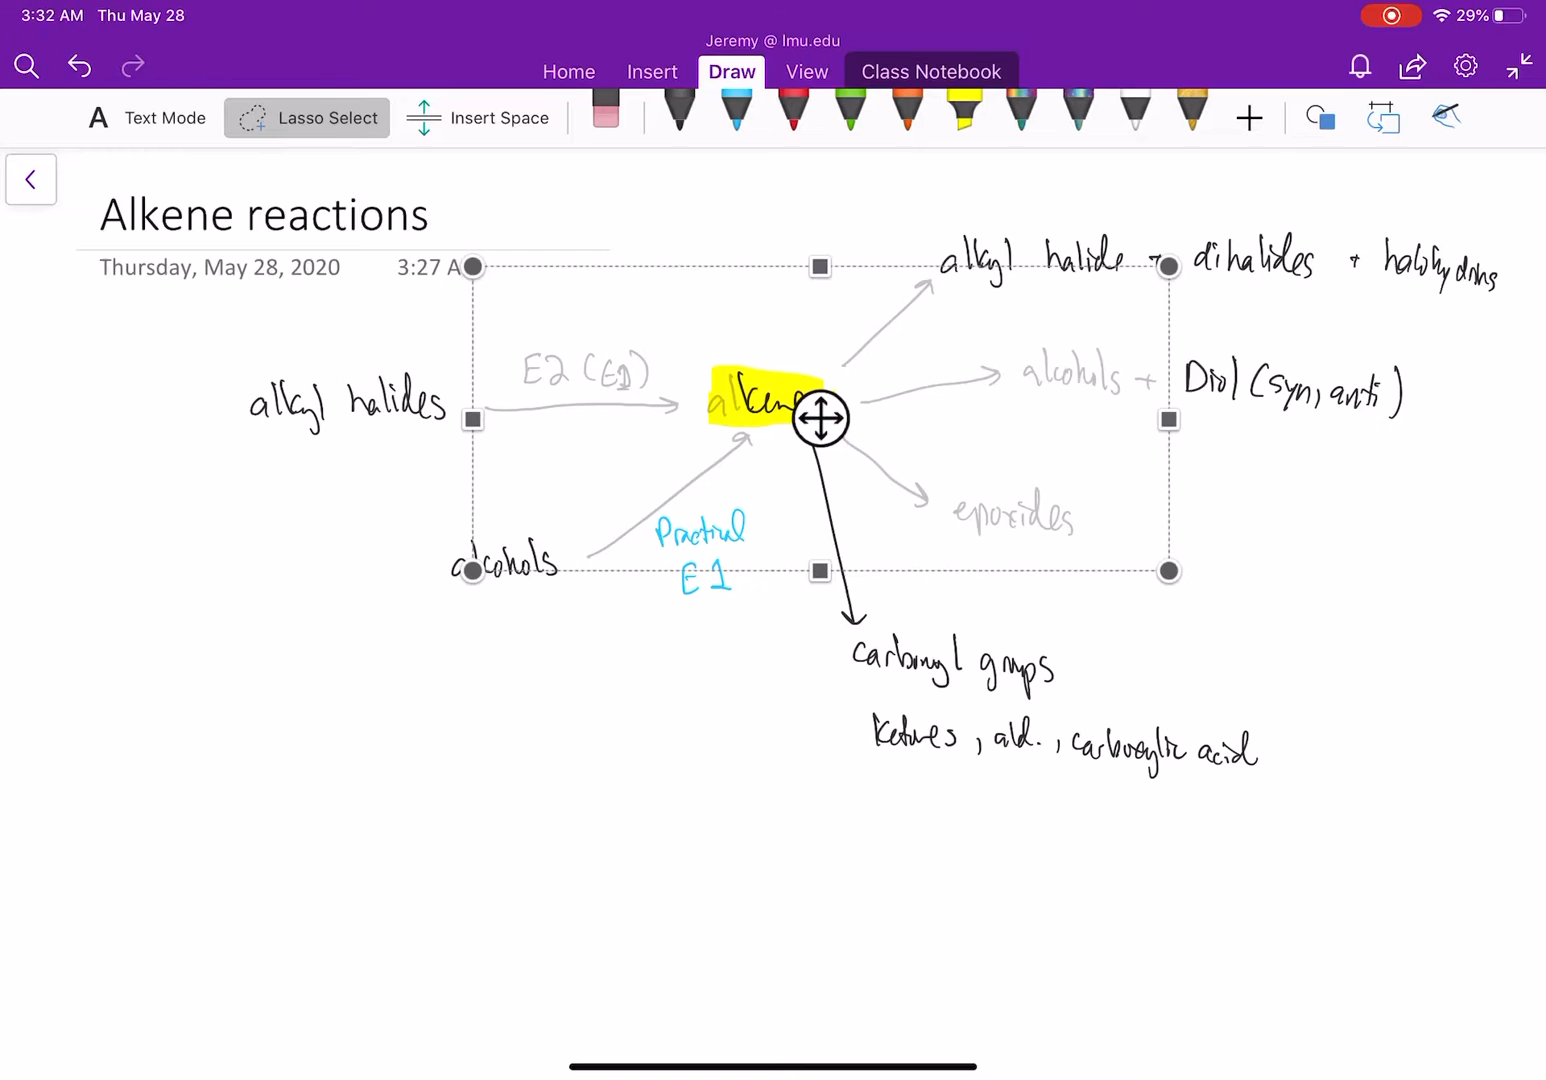 3:32 AM Thu May 28
29%
Jeremy @ lmu.edu
Home Insert Draw View Class Notebook
A Text Mode Lasso Select Insert Space
Alkene reactions
Thursday, May 28, 2020 3:27 A
alkyl halide + dihalides + halohydrins
E2 (E1)
alkyl halides
alkene
alcohols + Diol (syn, anti)
epoxides
Practical
E1
alcohols
carbonyl groups
ketones, ald., carboxylic acid